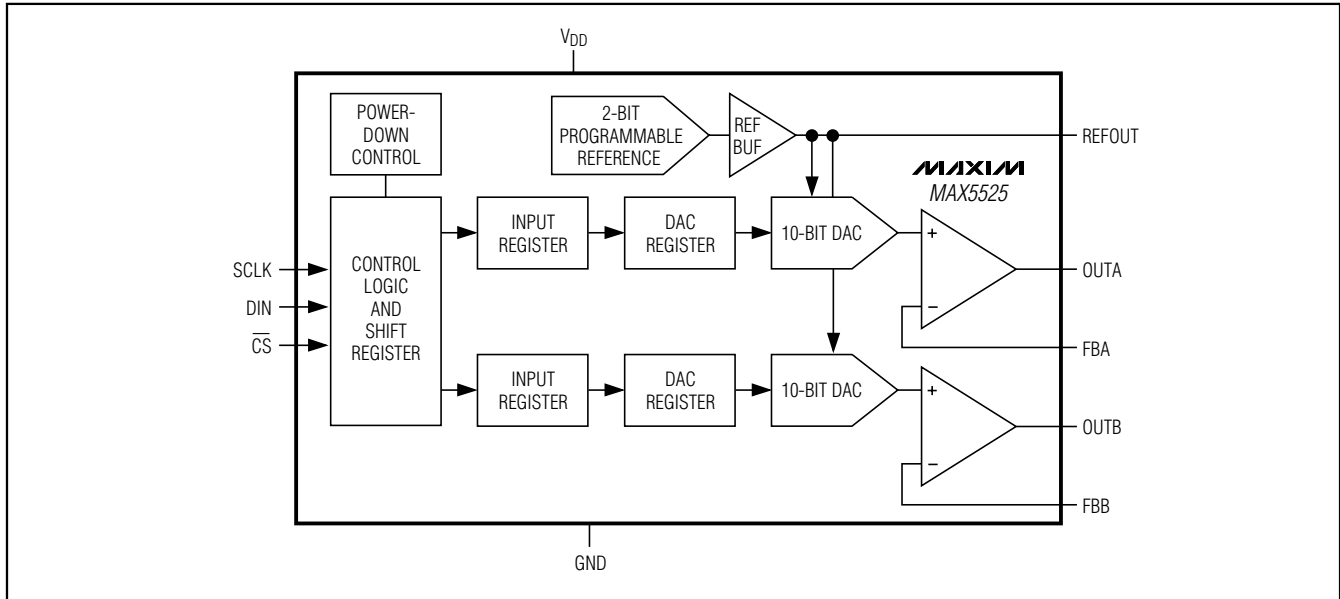 VDD
POWER-
DOWN
CONTROL
2-BIT
PROGRAMMABLE
REFERENCE
REF
BUF
REFOUT
MAXIM
MAX5525
CONTROL
LOGIC
AND
SHIFT
REGISTER
INPUT
REGISTER
DAC
REGISTER
10-BIT DAC
+
−
OUTA
FBA
SCLK
DIN
C̅S̅
INPUT
REGISTER
DAC
REGISTER
10-BIT DAC
+
−
OUTB
FBB
GND